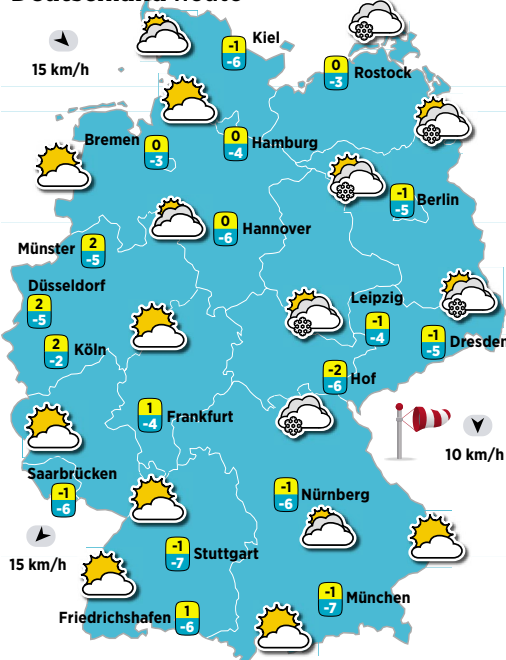 Deutschland heute
Kiel
-1
-6
15 km/h
0
-3
Rostock
Bremen
0
-3
0
-4
Hamburg
-1
-5
Berlin
0
-6
Hannover
Münster
2
-5
Düsseldorf
2
-5
Leipzig
-1
-4
-1
-5
Dresden
2
-2
Köln
-2
-6
Hof
1
-4
Frankfurt
10 km/h
Saarbrücken
-1
-6
-1
-6
Nürnberg
15 km/h
-1
-7
Stuttgart
-1
-7
München
Friedrichshafen
1
-6